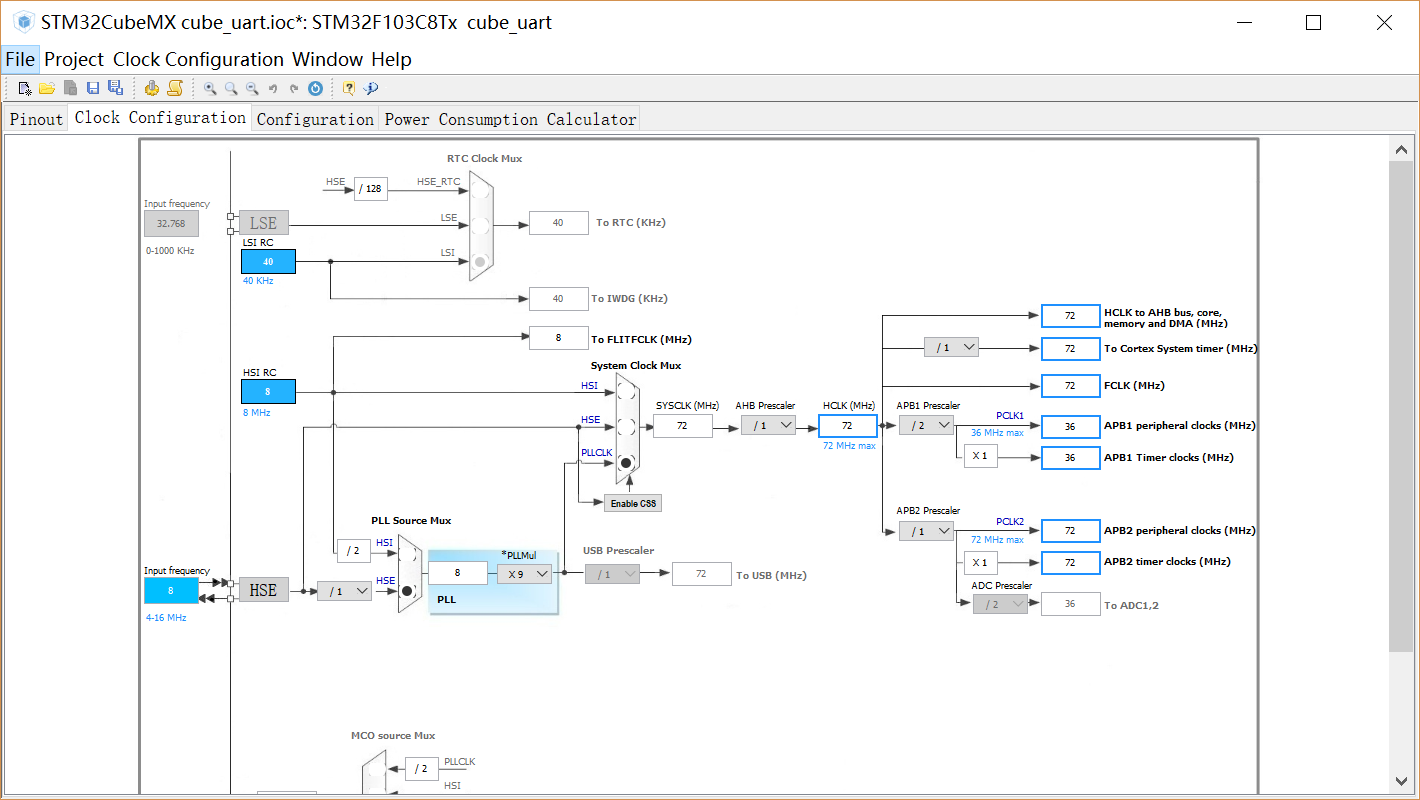 STM32CubeMX cube_uart.ioc*: STM32F103C8Tx  cube_uart
File Project Clock Configuration Window Help
Pinout Clock Configuration Configuration Power Consumption Calculator
RTC Clock Mux
HSE / 128 HSE_RTC
Input frequency
32.768
0-1000 KHz
LSE
LSE
40 To RTC (KHz)
LSI RC
40
40 KHz
LSI
40 To IWDG (KHz)
8 To FLITFCLK (MHz)
System Clock Mux
HSI RC
8
8 MHz
HSI
HSE
PLLCLK
Enable CSS
SYSCLK (MHz)
72
AHB Prescaler
/ 1
HCLK (MHz)
72
72 MHz max
72 HCLK to AHB bus, core,
memory and DMA (MHz)
/ 1 72 To Cortex System timer (MHz)
72 FCLK (MHz)
APB1 Prescaler
/ 2
PCLK1
36 MHz max
36 APB1 peripheral clocks (MHz)
X 1 36 APB1 Timer clocks (MHz)
APB2 Prescaler
/ 1
PCLK2
72 MHz max
72 APB2 peripheral clocks (MHz)
X 1 72 APB2 timer clocks (MHz)
ADC Prescaler
/ 2 36 To ADC1,2
PLL Source Mux
/ 2 HSI
Input frequency
8
4-16 MHz
HSE
/ 1 HSE
*PLLMul
8 X 9
PLL
USB Prescaler
/ 1 72 To USB (MHz)
MCO source Mux
/ 2 PLLCLK
HSI